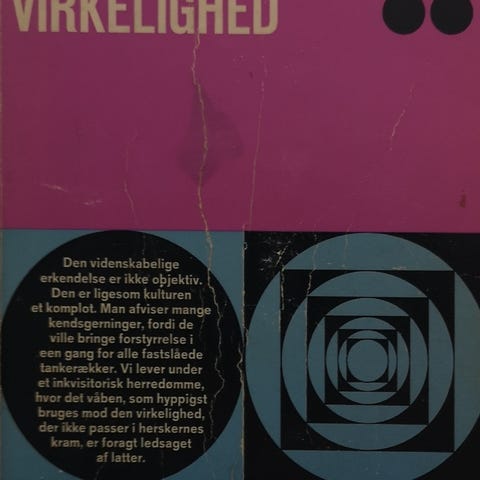 VIRKELIGHED
Den videnskabelige
erkendelse er ikke objektiv.
Den er ligesom kulturen
et komplot. Man afviser mange
kendsgerninger, fordi de
ville bringe forstyrrelse i
een gang for alle fastslåede
tankerækker. Vi lever under
et inkvisitorisk herredømme,
hvor det våben, som hyppigst
bruges mod den virkelighed,
der ikke passer i herskernes
kram, er foragt ledsaget
af latter.